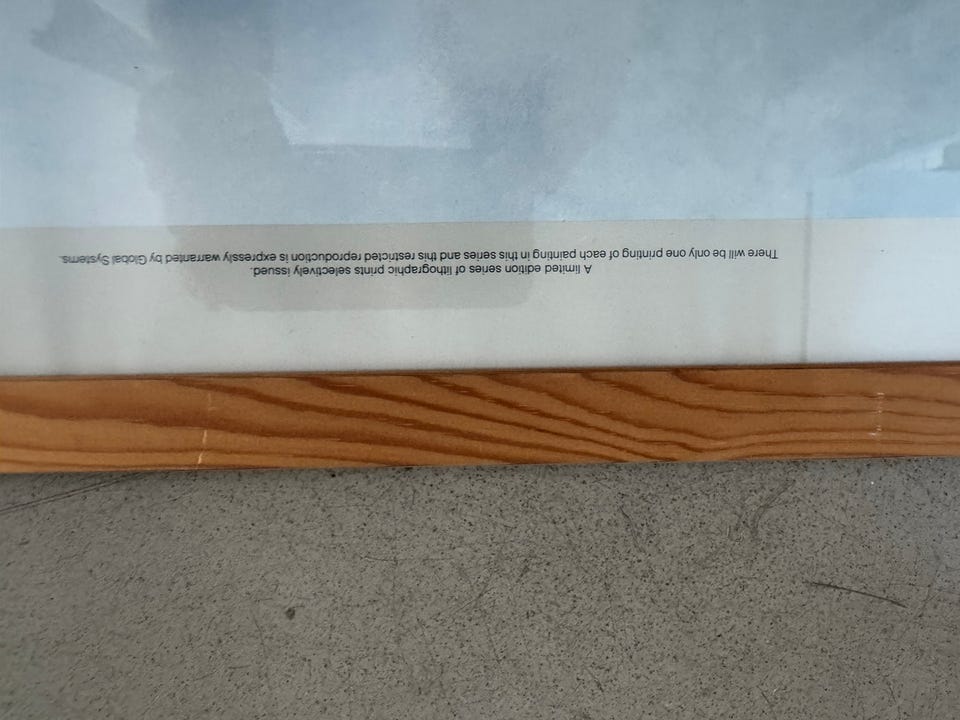 A limited edition series of lithographic prints selectively issued.
There will be only one printing of each painting in this series and this restricted reproduction is expressly warranted by Global Systems.